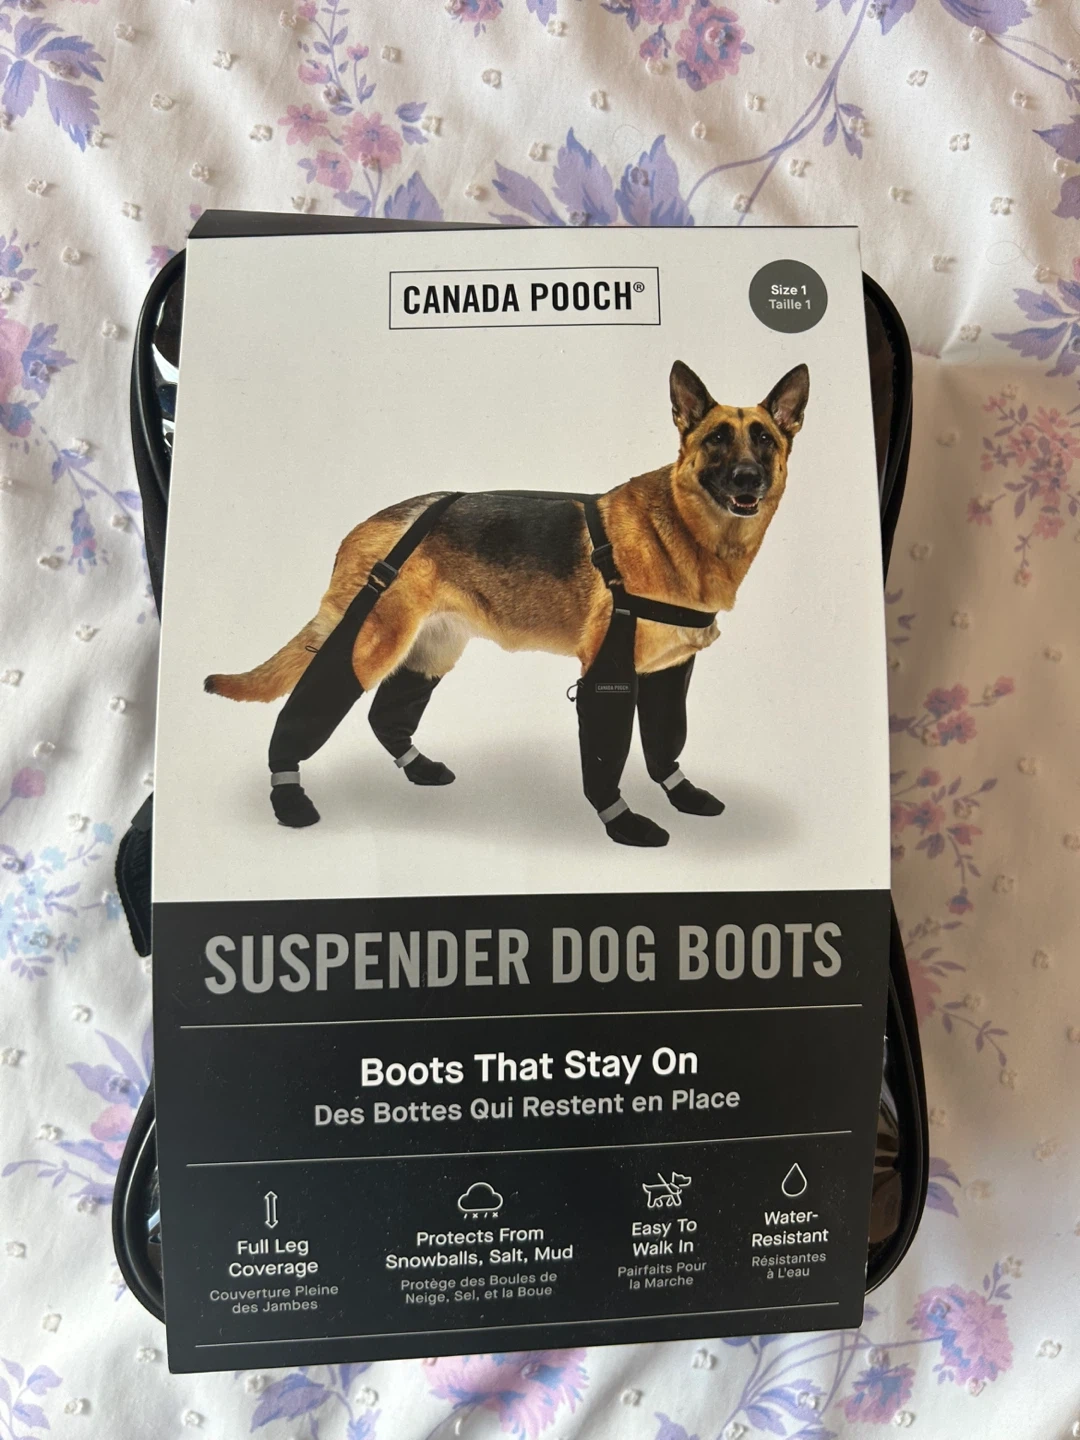 CANADA POOCH®
Size 1
Taille 1
CANADA POOCH
SUSPENDER DOG BOOTS
Boots That Stay On
Des Bottes Qui Restent en Place
Full Leg
Coverage
Couverture Pleine
des Jambes
Protects From
Snowballs, Salt, Mud
Protège des Boules de
Neige, Sel, et la Boue
Easy To
Walk In
Pairfaits Pour
la Marche
Water-
Resistant
Résistantes
à L'eau